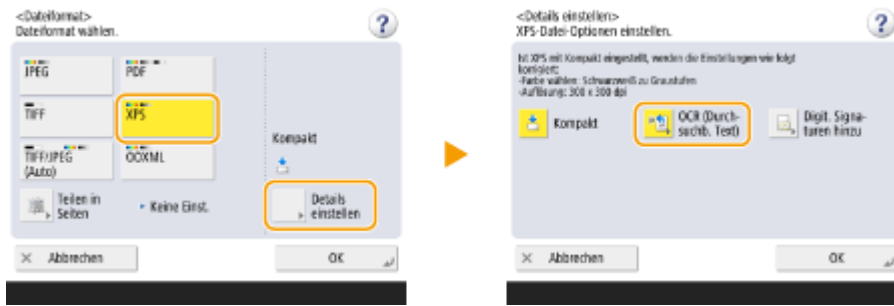 <Dateiformat>
Dateiformat wählen.
?
JPEG
PDF
TIFF
XPS
TIFF/JPEG
(Auto)
OOXML
Kompakt
Teilen in
Seiten
Keine Einst.
Details
einstellen
× Abbrechen
OK
<Details einstellen>
XPS-Datei-Optionen einstellen.
?
Ist XPS mit Kompakt eingestellt, werden die Einstellungen wie folgt
korrigiert:
-Farbe wählen: Schwarzweiß zu Graustufen
-Auflösung: 300 x 300 dpi
Kompakt
OCR (Durch-
suchb. Text)
Digit. Signa-
turen hinzu
× Abbrechen
OK